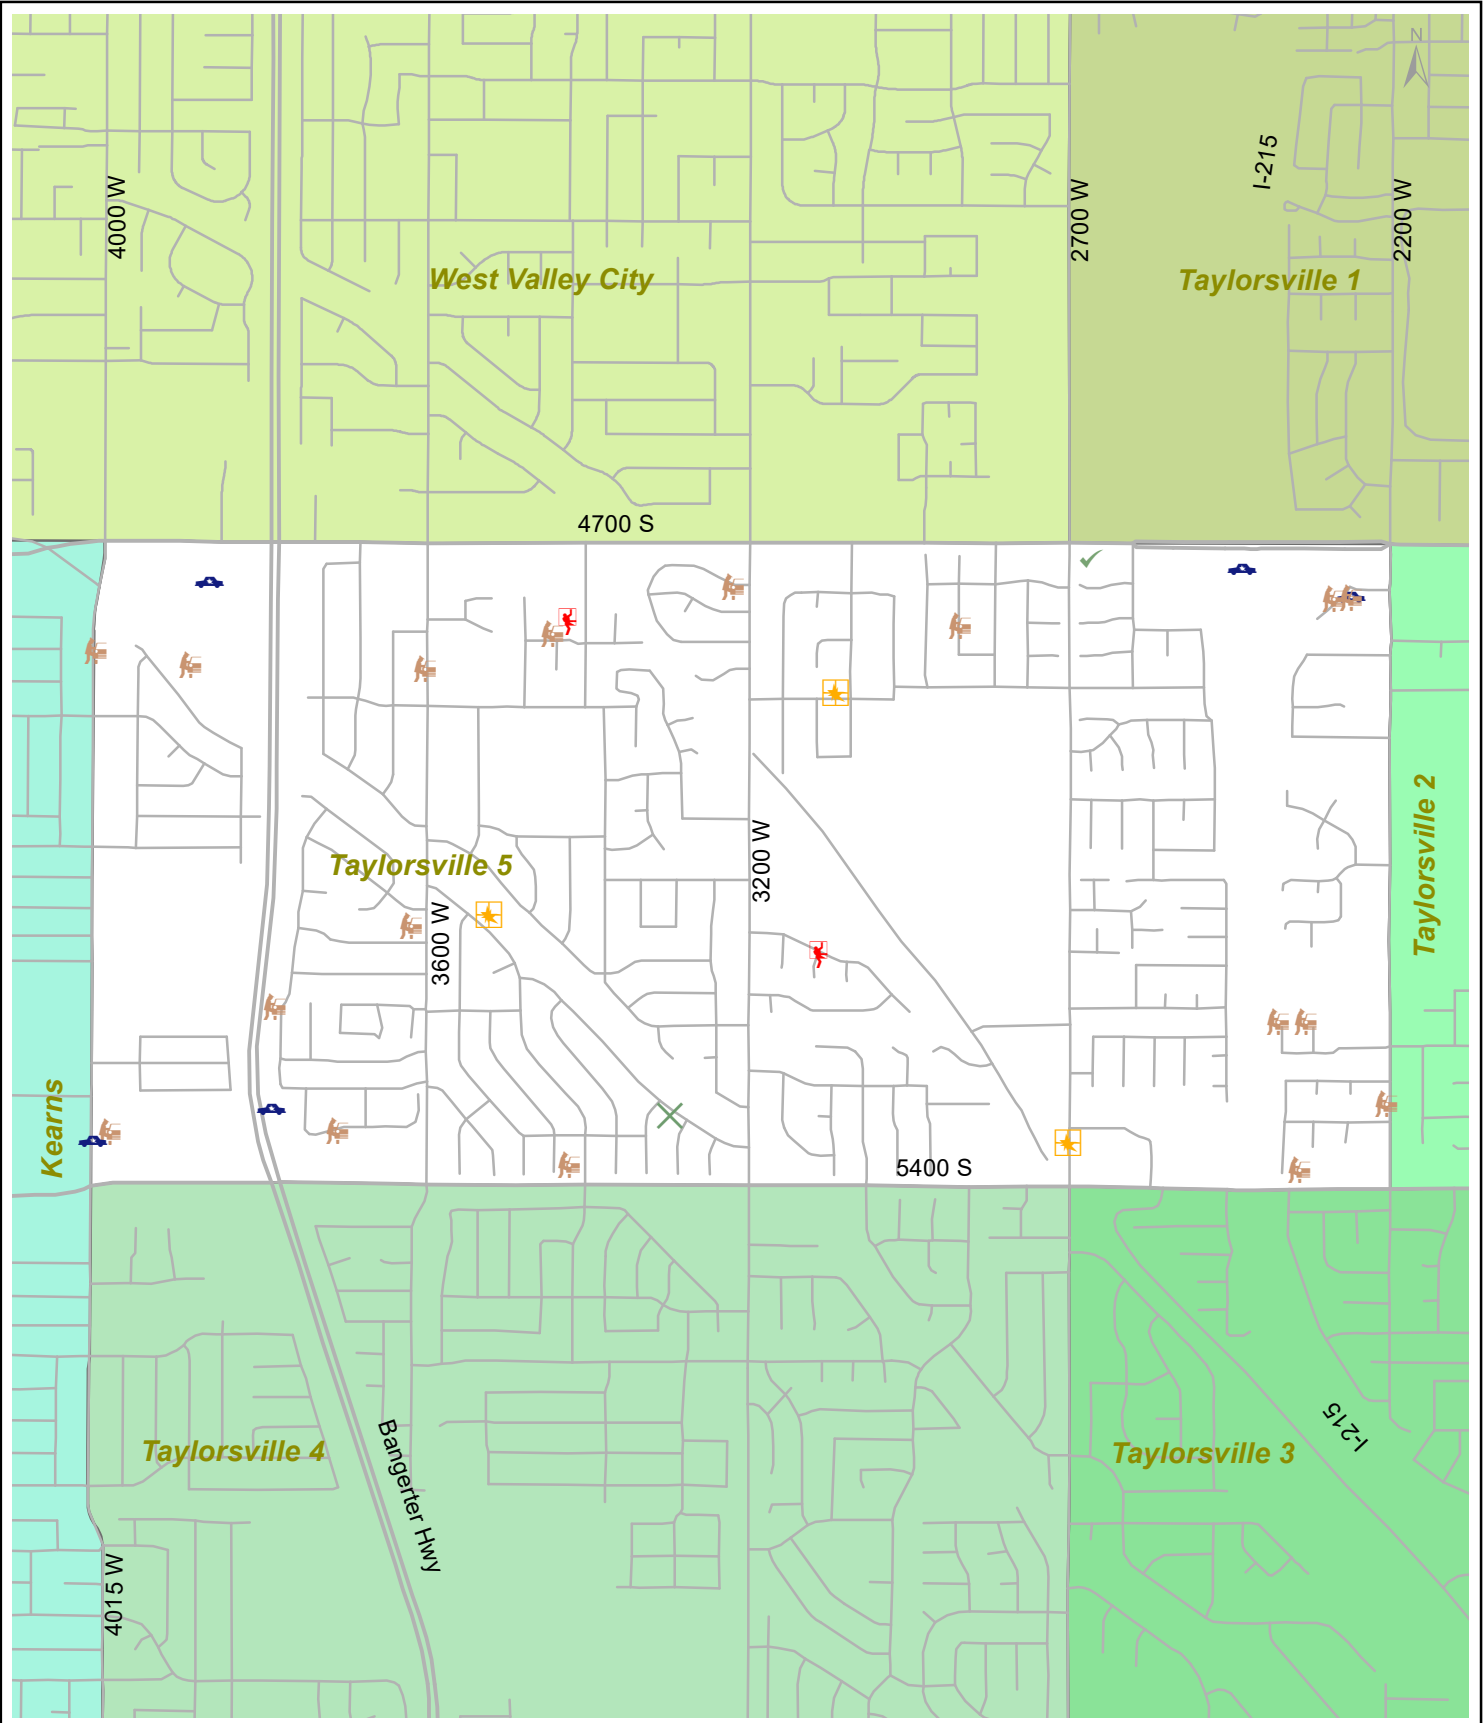 N
I-215
4000 W
2700 W
2200 W
West Valley City
Taylorsville 1
4700 S
Taylorsville 2
3200 W
Taylorsville 5
3600 W
Kearns
5400 S
I-215
Taylorsville 4
Taylorsville 3
Bangerter Hwy
4015 W